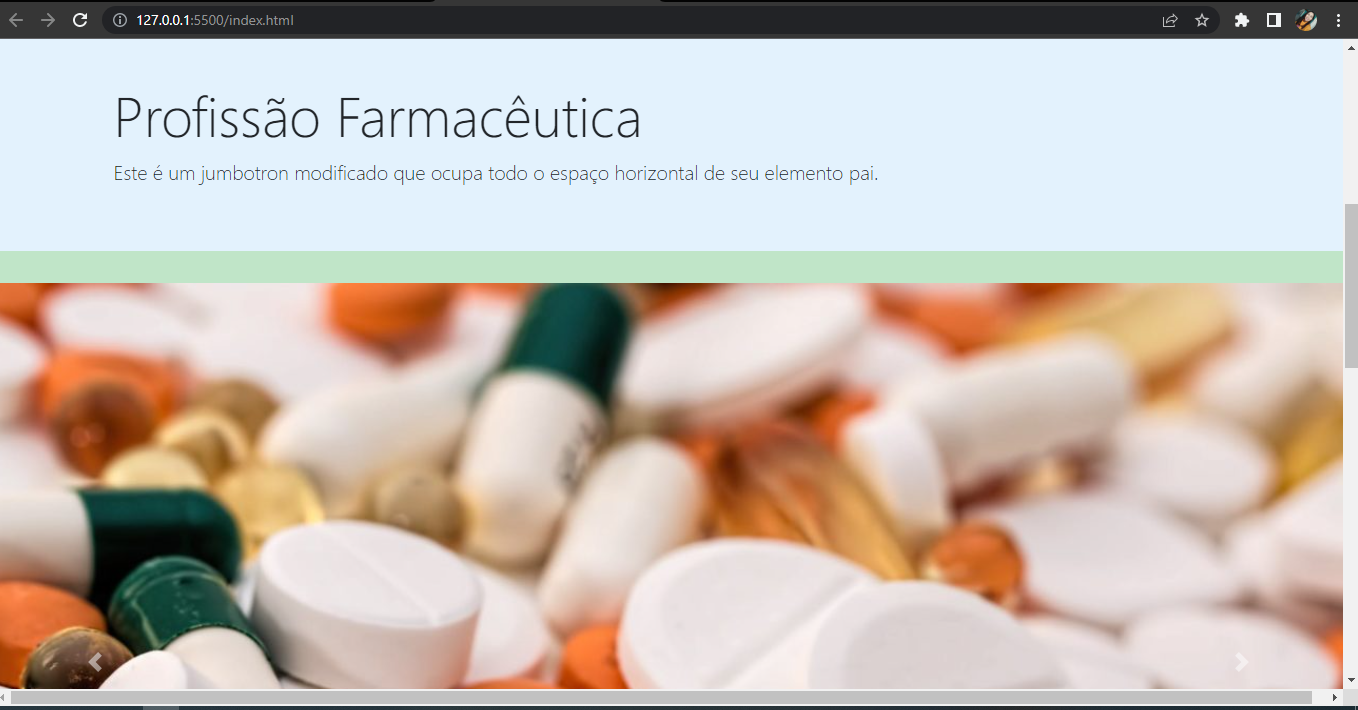 127.0.0.1:5500/index.html
Profissão Farmacêutica
Este é um jumbotron modificado que ocupa todo o espaço horizontal de seu elemento pai.